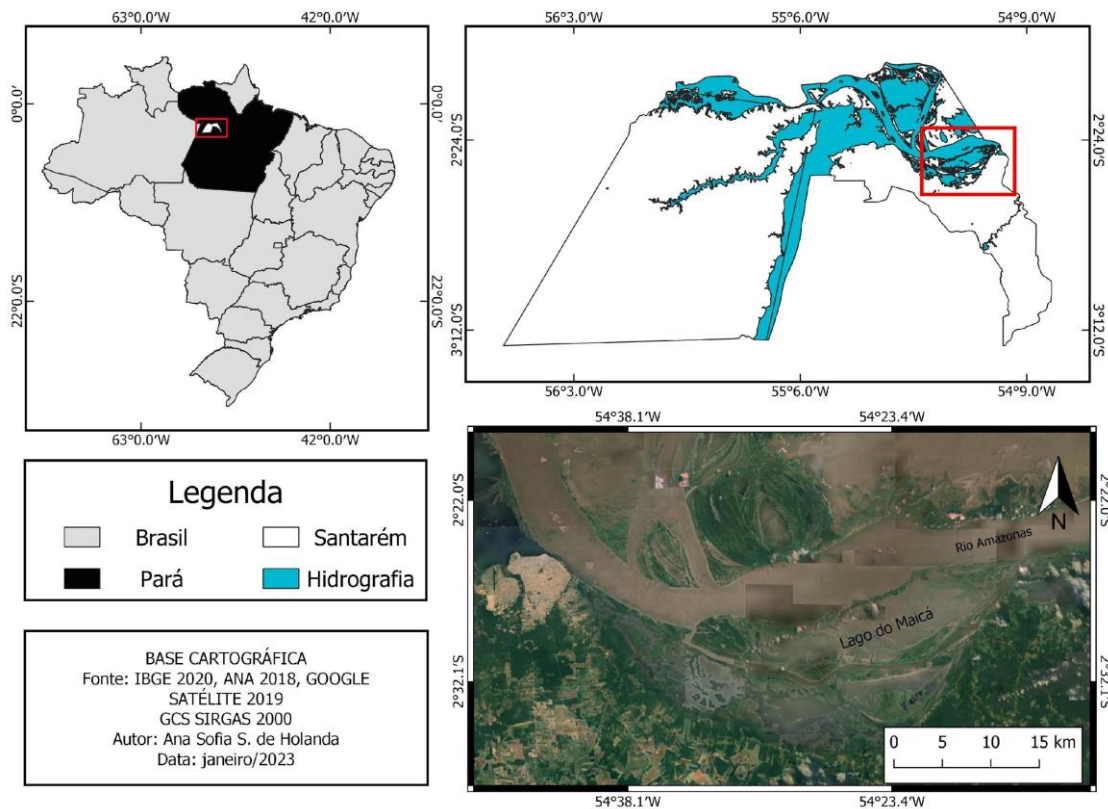 63°0.0'W 42°0.0'W
0°0.0' 0°0.0'
22°0.0'S 22°0.0'S
63°0.0'W 42°0.0'W
56°3.0'W 55°6.0'W 54°9.0'W
2°24.0'S 2°24.0'S
3°12.0'S 3°12.0'S
56°3.0'W 55°6.0'W 54°9.0'W
Legenda
Brasil Santarém
Pará Hidrografia
BASE CARTOGRÁFICA
Fonte: IBGE 2020, ANA 2018, GOOGLE
SATÉLITE 2019
GCS SIRGAS 2000
Autor: Ana Sofia S. de Holanda
Data: janeiro/2023
54°38.1'W 54°23.4'W
2°22.0'S 2°22.0'S
N
Rio Amazonas
Lago do Maicá
2°32.1'S 2°32.1'S
0 5 10 15 km
54°38.1'W 54°23.4'W